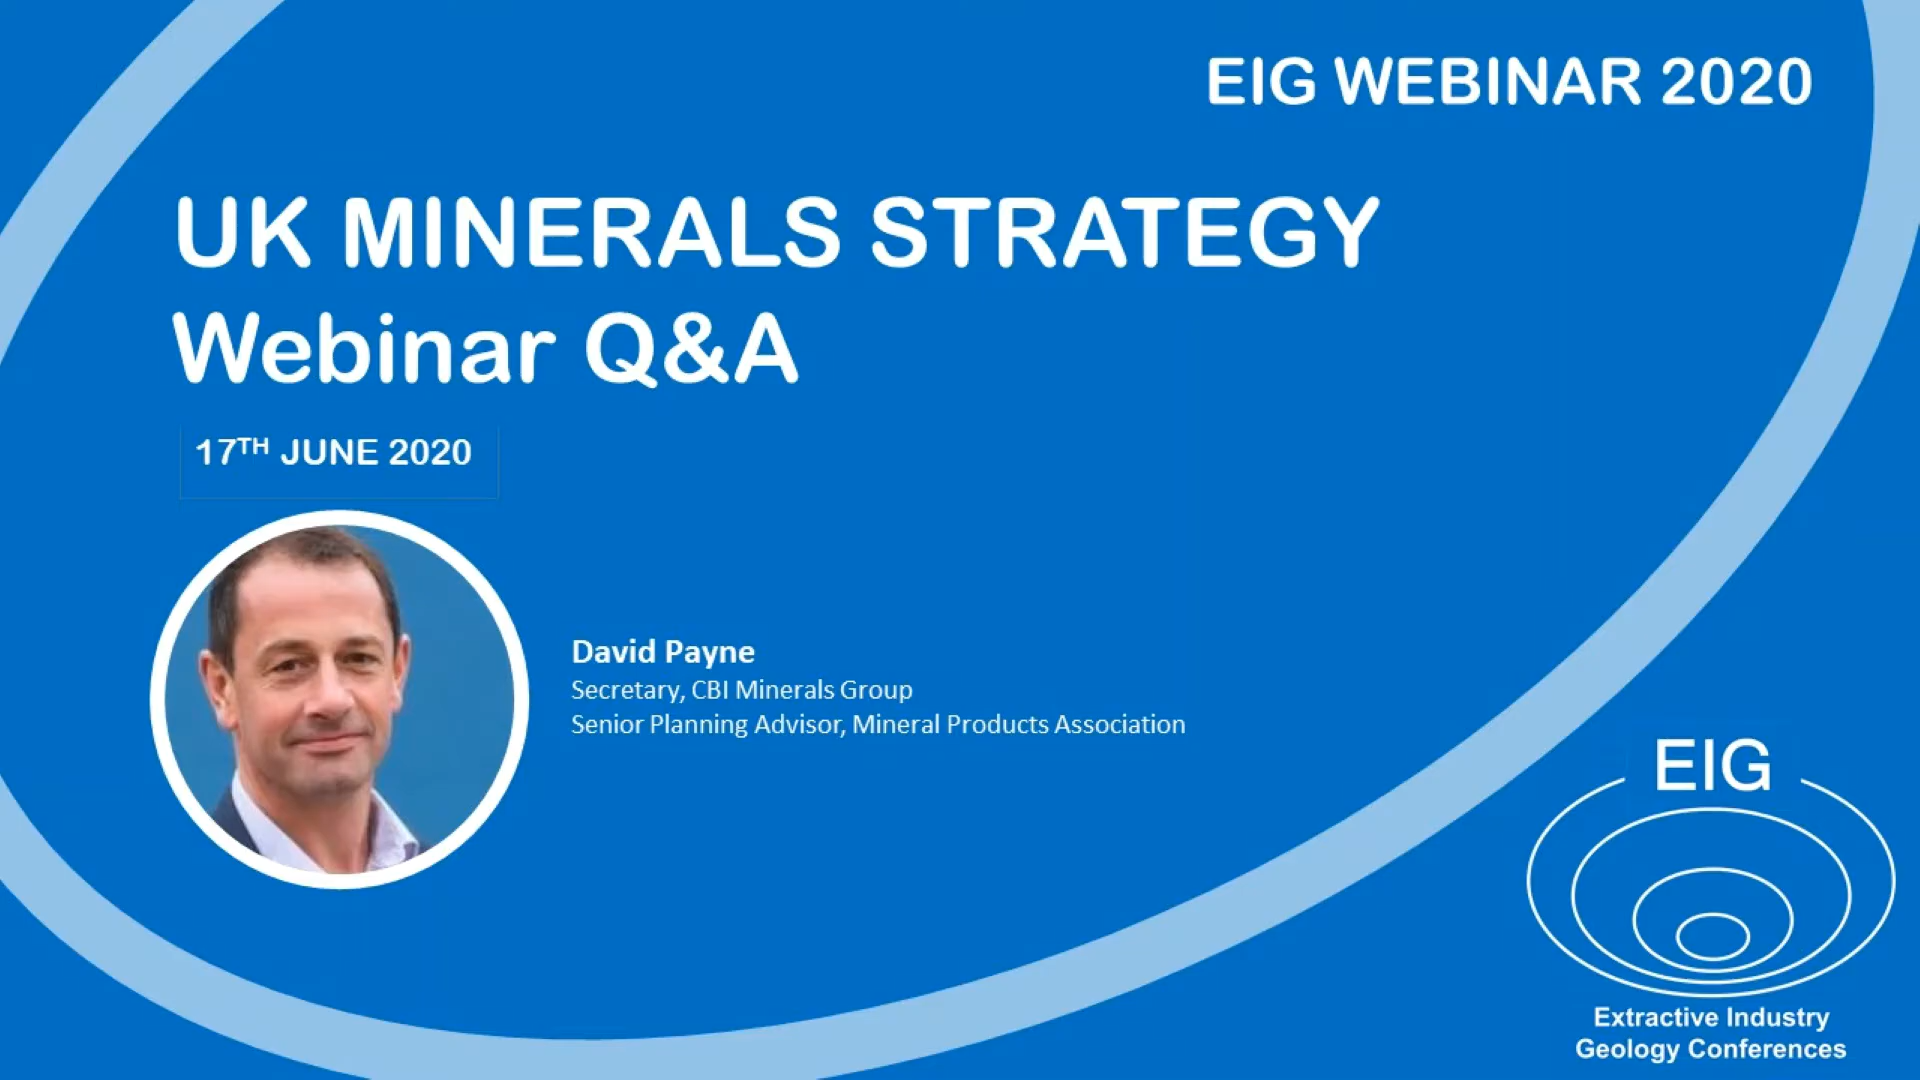 EIG WEBINAR 2020
UK MINERALS STRATEGY
Webinar Q&A
17TH JUNE 2020
David Payne
Secretary, CBI Minerals Group
Senior Planning Advisor, Mineral Products Association
EIG
Extractive Industry
Geology Conferences